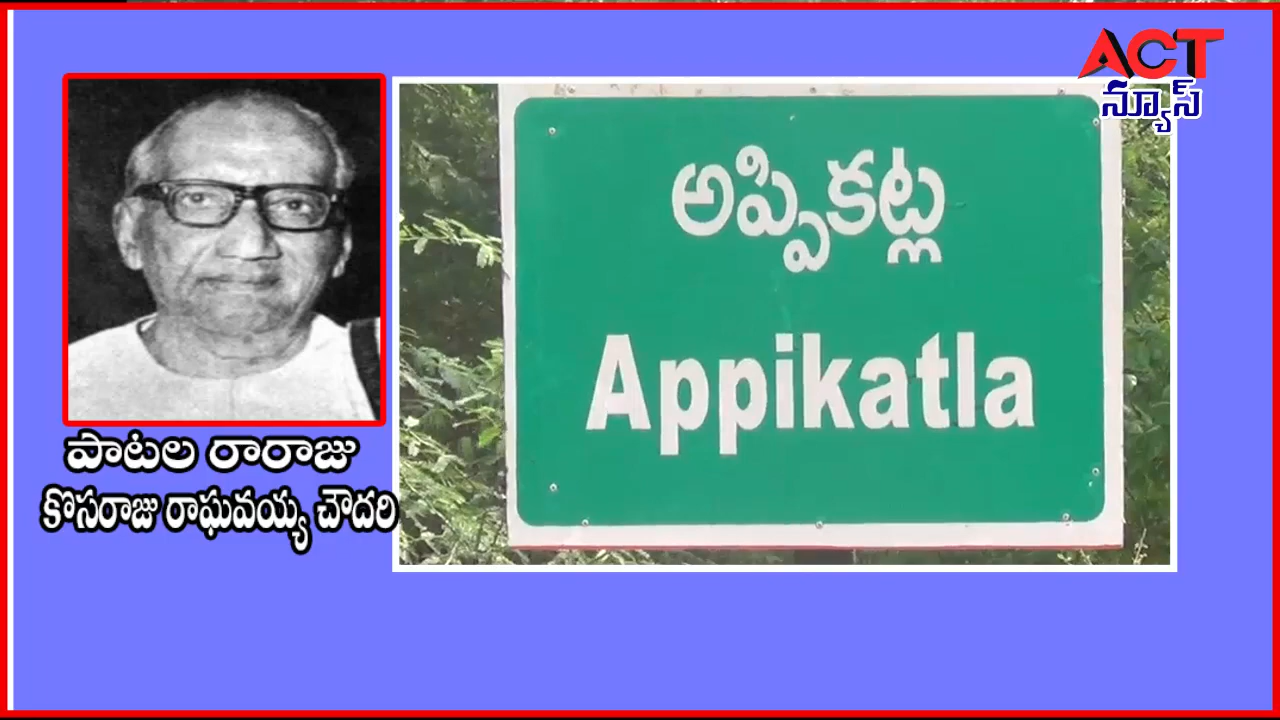 ACT
న్యూస్
అప్పికట్ల
Appikatla
పాటల రారాజు
కొసరాజు రాఘవయ్య చౌదరి